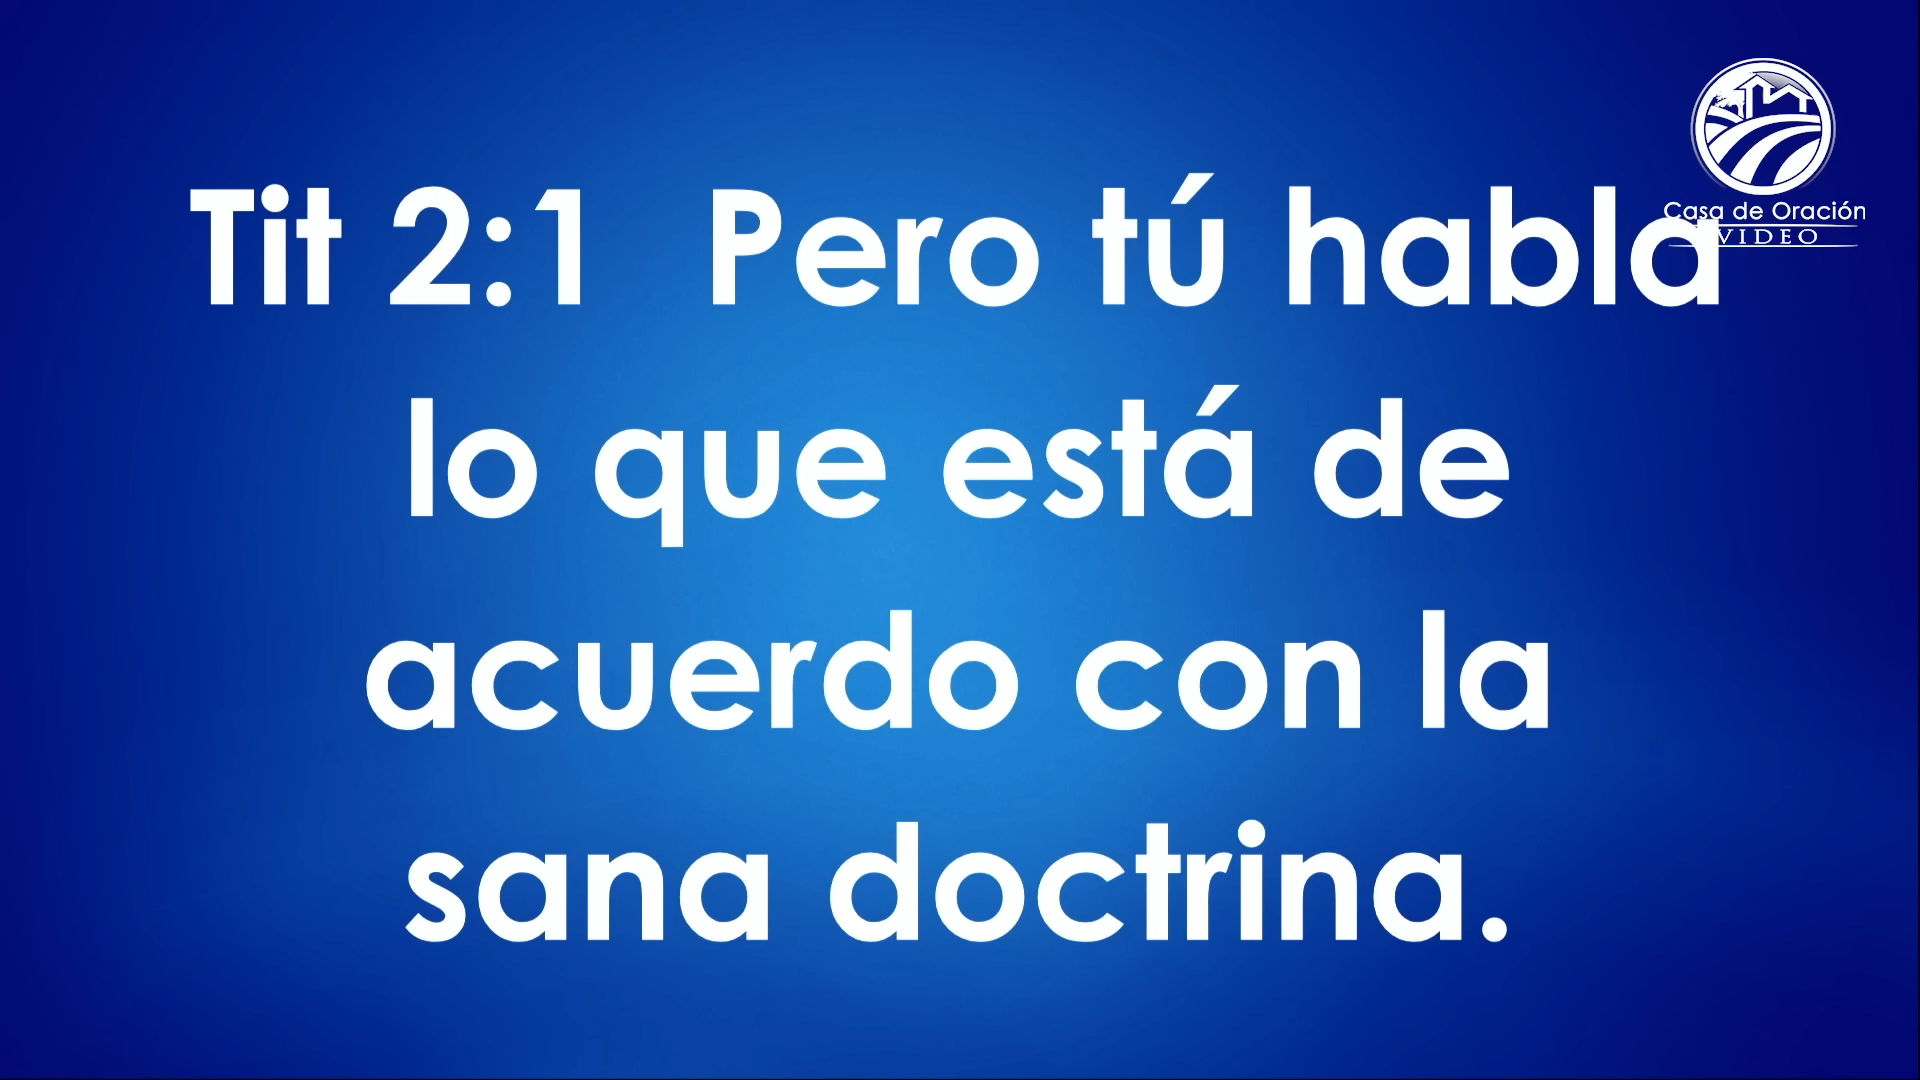 Casa de Oración
VIDEO
Tit 2:1  Pero tú habla
lo que está de
acuerdo con la
sana doctrina.